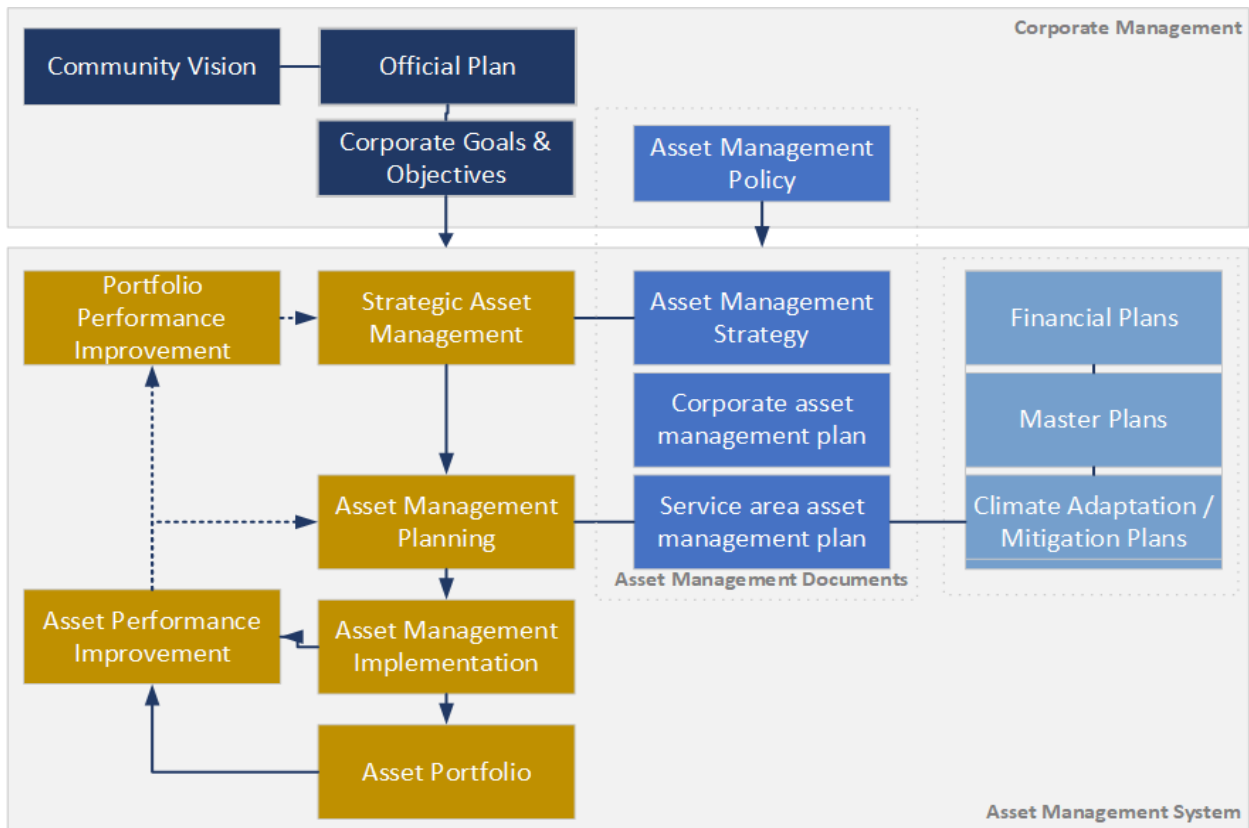 Corporate Management
Community Vision
Official Plan
Corporate Goals &
Objectives
Asset Management
Policy
Portfolio
Performance
Improvement
Strategic Asset
Management
Asset Management
Strategy
Financial Plans
Corporate asset
management plan
Master Plans
Asset Management
Planning
Service area asset
management plan
Climate Adaptation /
Mitigation Plans
Asset Management Documents
Asset Performance
Improvement
Asset Management
Implementation
Asset Portfolio
Asset Management System